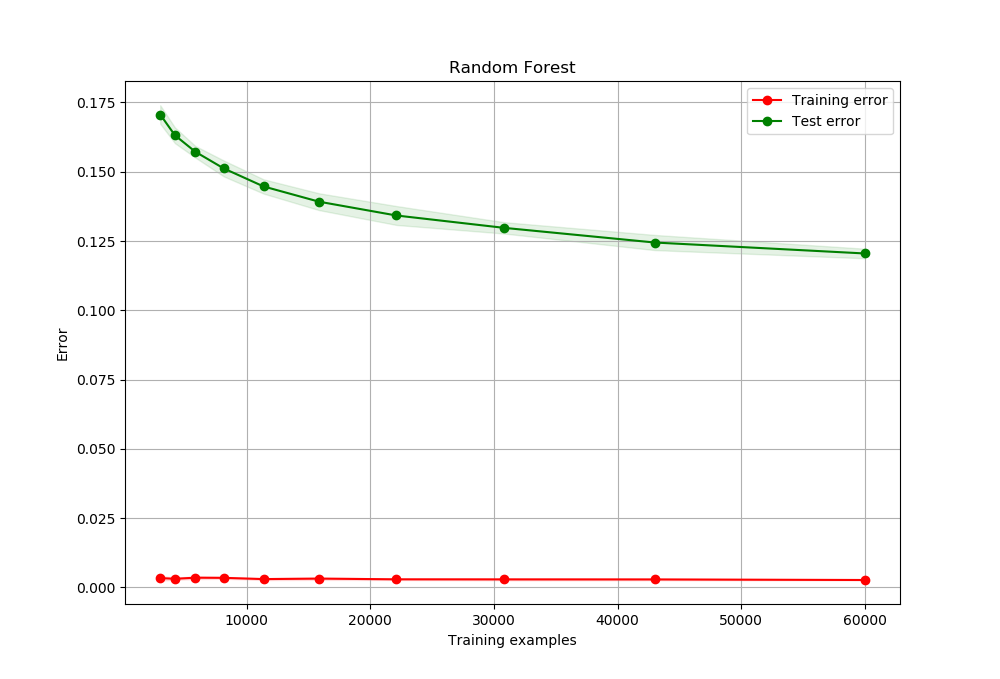 Random Forest
Training error
Test error
0.175
0.150
0.125
0.100
0.075
0.050
0.025
0.000
Error
10000 20000 30000 40000 50000 60000
Training examples